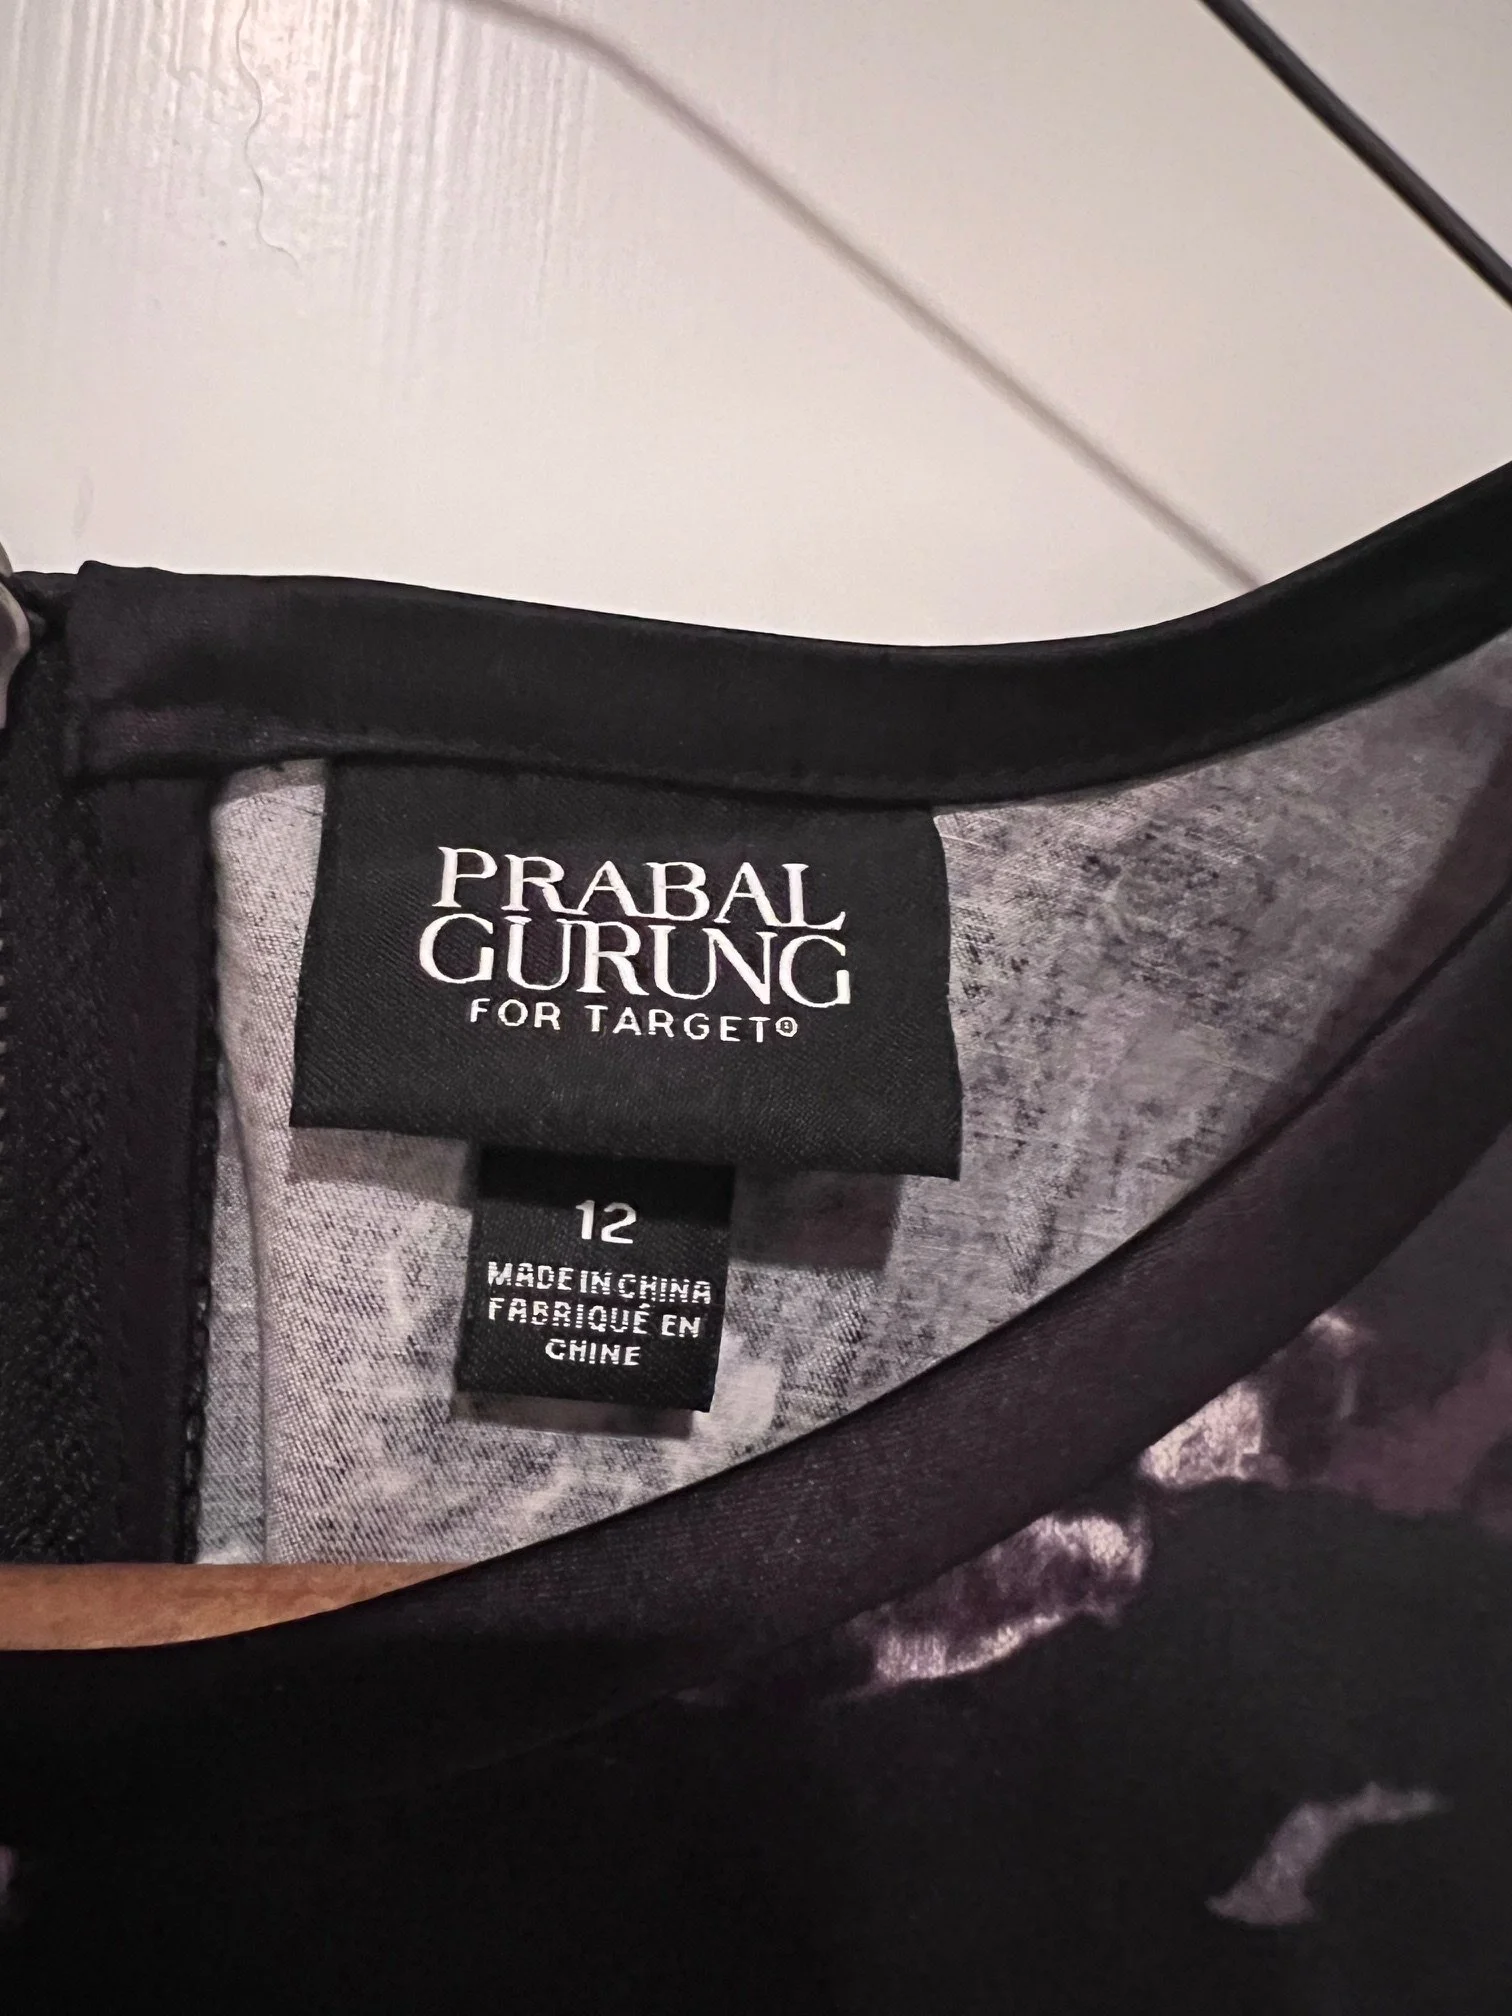 PRABAL
GURUNG
FOR TARGET®
12
MADE IN CHINA
FABRIQUÉ EN
CHINE